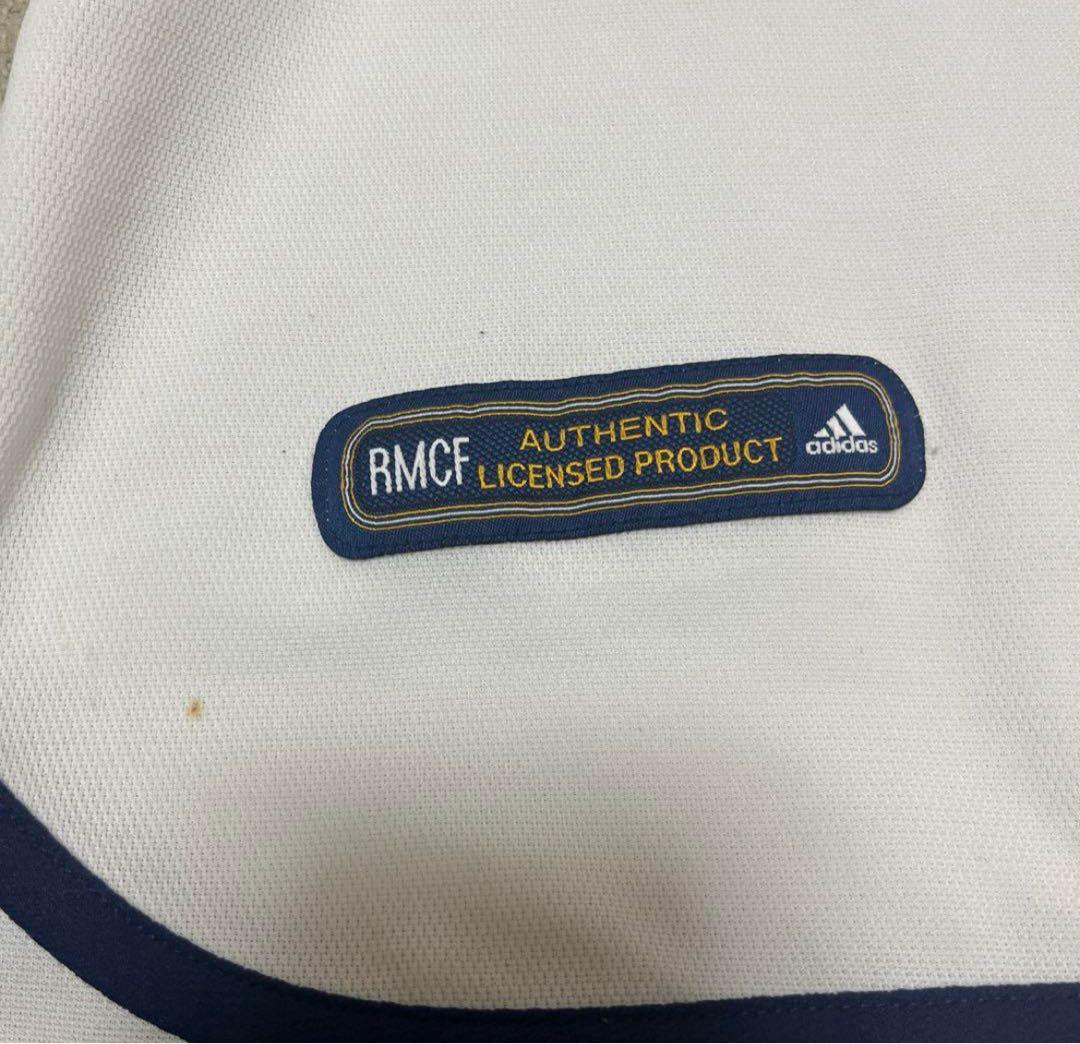 RMCF
AUTHENTIC
LICENSED PRODUCT
adidas